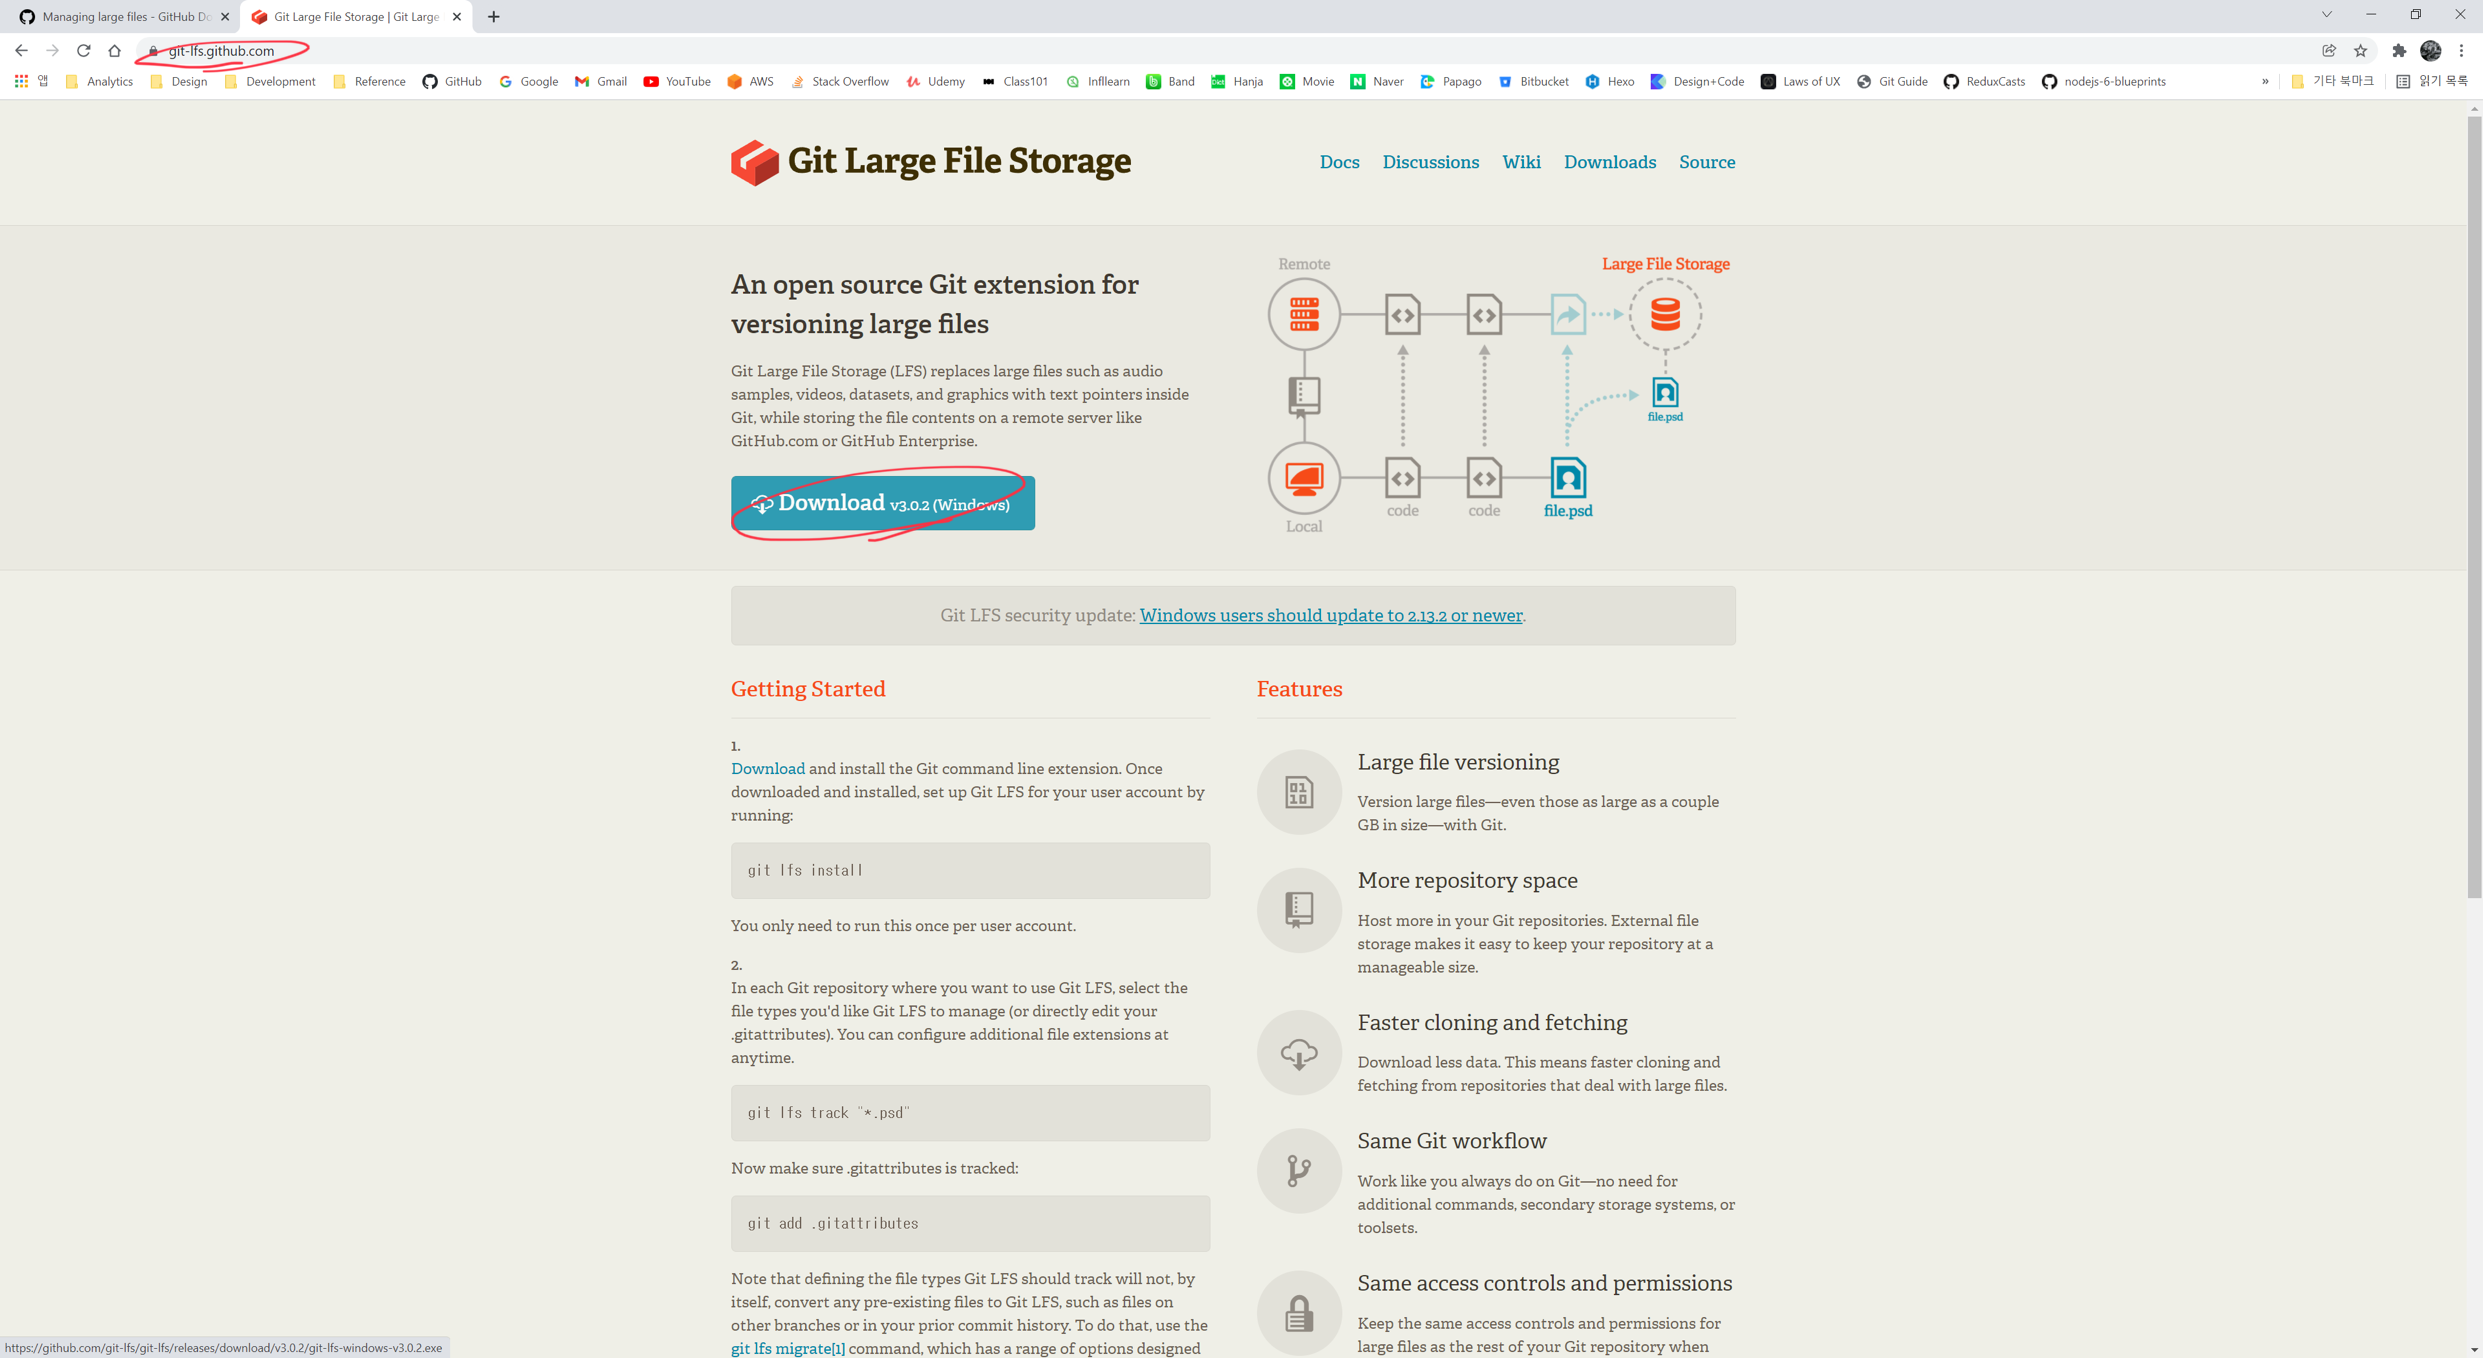 Managing large files - GitHub Do
Git Large File Storage | Git Large
git-lfs.github.com
앱 Analytics Design Development Reference GitHub Google Gmail YouTube AWS Stack Overflow Udemy Class101 Inflearn Band Hanja Movie Naver Papago Bitbucket Hexo Design+Code Laws of UX Git Guide ReduxCasts nodejs-6-blueprints » 기타 북마크 읽기 목록
Git Large File Storage
Docs Discussions Wiki Downloads Source
An open source Git extension for
versioning large files
Git Large File Storage (LFS) replaces large files such as audio
samples, videos, datasets, and graphics with text pointers inside
Git, while storing the file contents on a remote server like
GitHub.com or GitHub Enterprise.
Download v3.0.2 (Windows)
Remote
Large File Storage
file.psd
Local
code
code
file.psd
Git LFS security update: Windows users should update to 2.13.2 or newer.
Getting Started
1.
Download and install the Git command line extension. Once
downloaded and installed, set up Git LFS for your user account by
running:
git lfs install
You only need to run this once per user account.
2.
In each Git repository where you want to use Git LFS, select the
file types you'd like Git LFS to manage (or directly edit your
.gitattributes). You can configure additional file extensions at
anytime.
git lfs track "*.psd"
Now make sure .gitattributes is tracked:
git add .gitattributes
Note that defining the file types Git LFS should track will not, by
itself, convert any pre-existing files to Git LFS, such as files on
other branches or in your prior commit history. To do that, use the
git lfs migrate[1] command, which has a range of options designed
Features
Large file versioning
Version large files—even those as large as a couple
GB in size—with Git.
More repository space
Host more in your Git repositories. External file
storage makes it easy to keep your repository at a
manageable size.
Faster cloning and fetching
Download less data. This means faster cloning and
fetching from repositories that deal with large files.
Same Git workflow
Work like you always do on Git—no need for
additional commands, secondary storage systems, or
toolsets.
Same access controls and permissions
Keep the same access controls and permissions for
large files as the rest of your Git repository when
https://github.com/git-lfs/git-lfs/releases/download/v3.0.2/git-lfs-windows-v3.0.2.exe